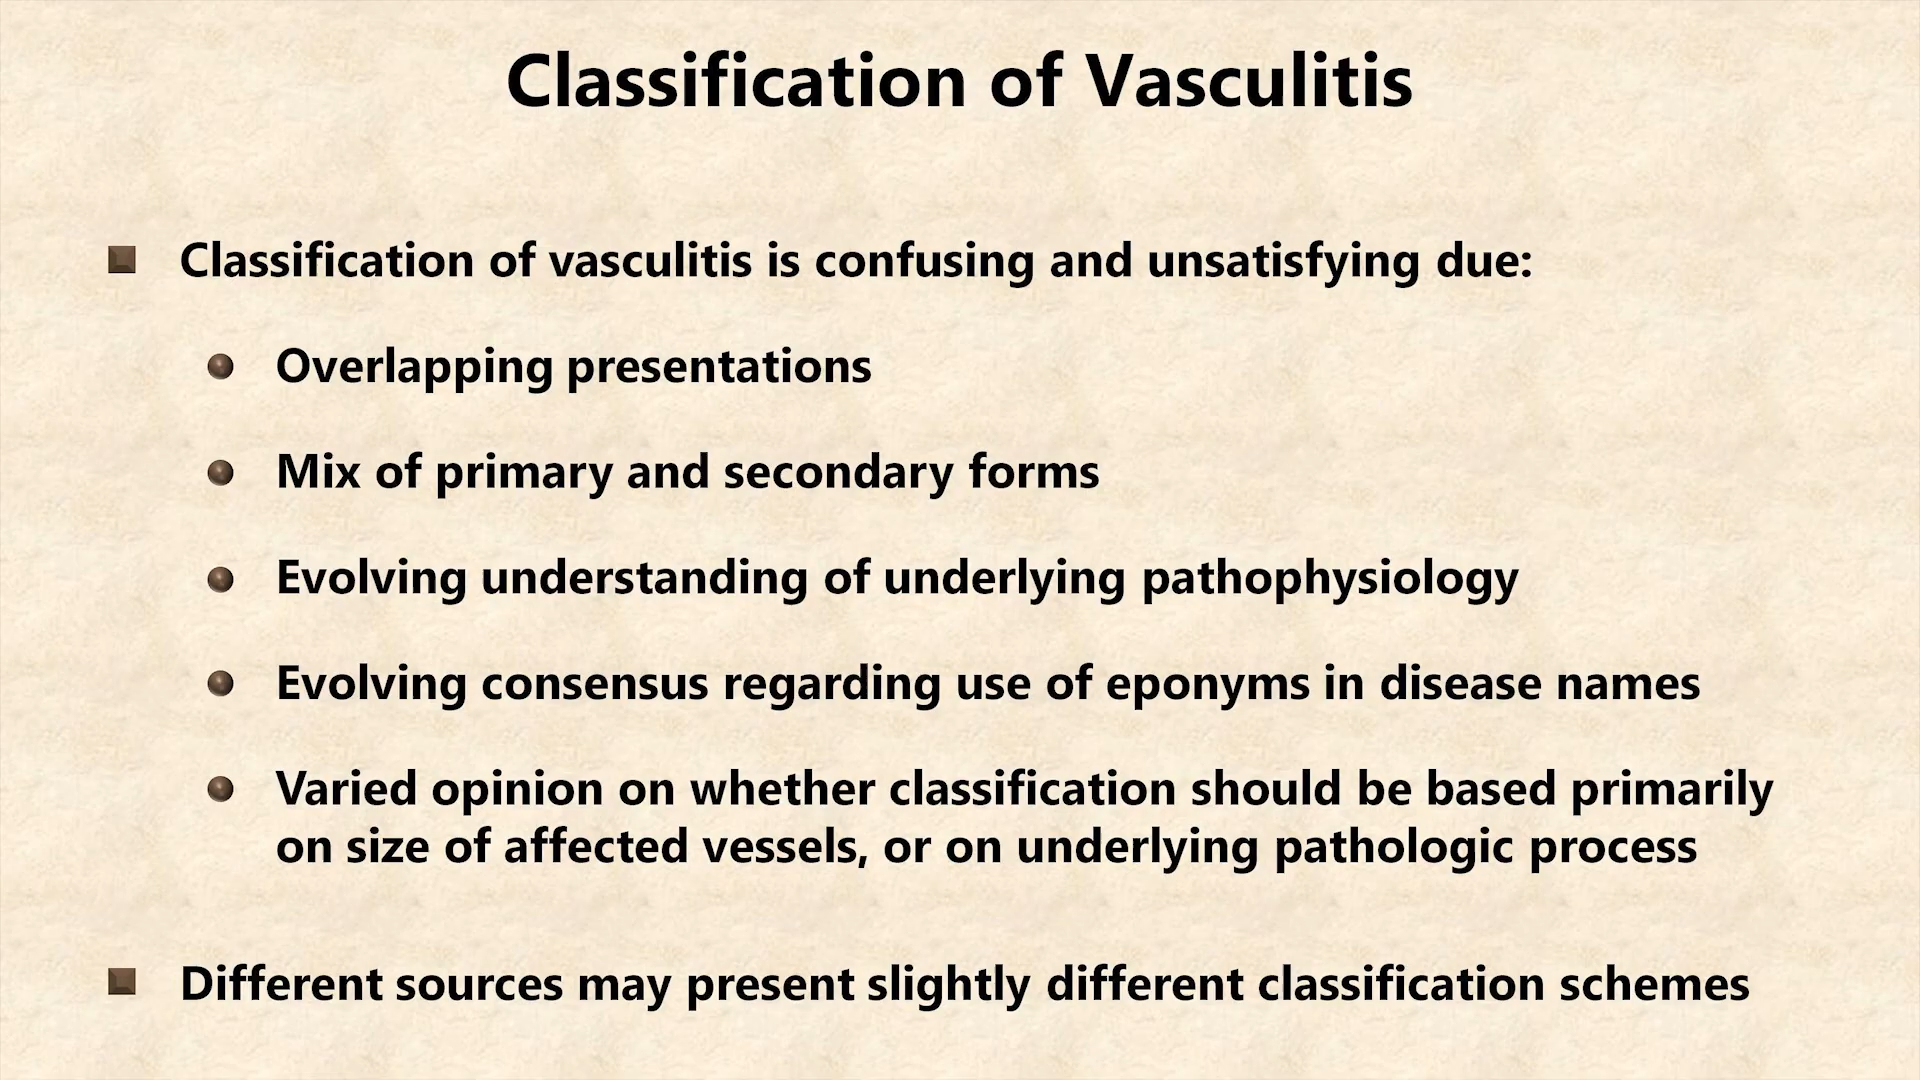 Classification of Vasculitis
Classification of vasculitis is confusing and unsatisfying due:
Overlapping presentations
Mix of primary and secondary forms
Evolving understanding of underlying pathophysiology
Evolving consensus regarding use of eponyms in disease names
Varied opinion on whether classification should be based primarily
on size of affected vessels, or on underlying pathologic process
Different sources may present slightly different classification schemes